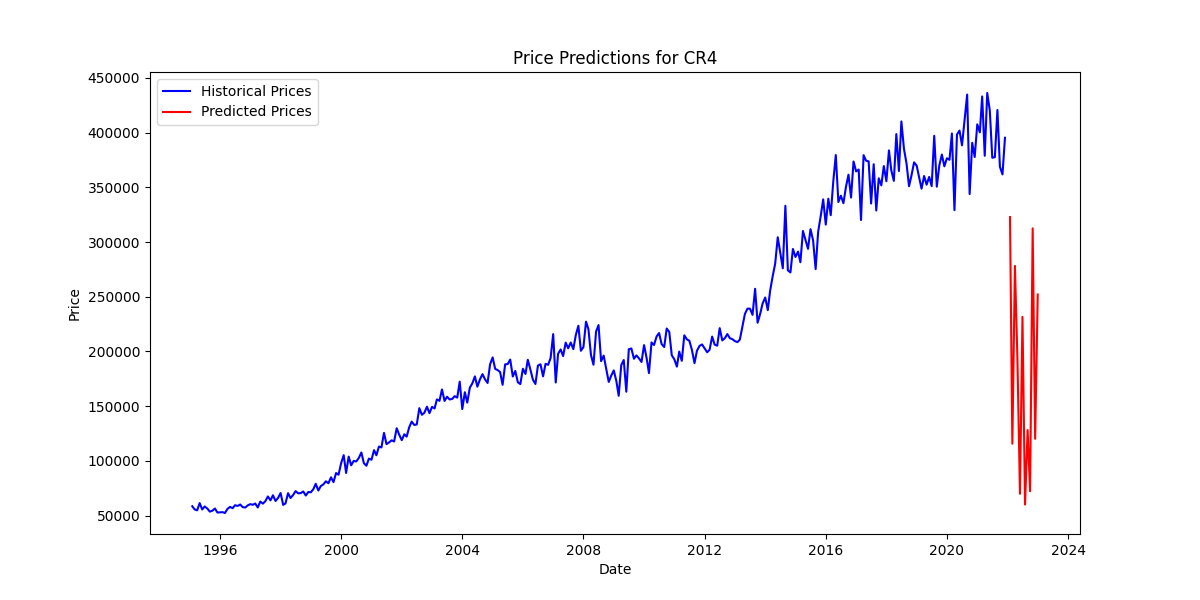 Price Predictions for CR4
Historical Prices
Predicted Prices
450000
400000
350000
300000
250000
200000
150000
100000
50000
Price
1996 2000 2004 2008 2012 2016 2020 2024
Date